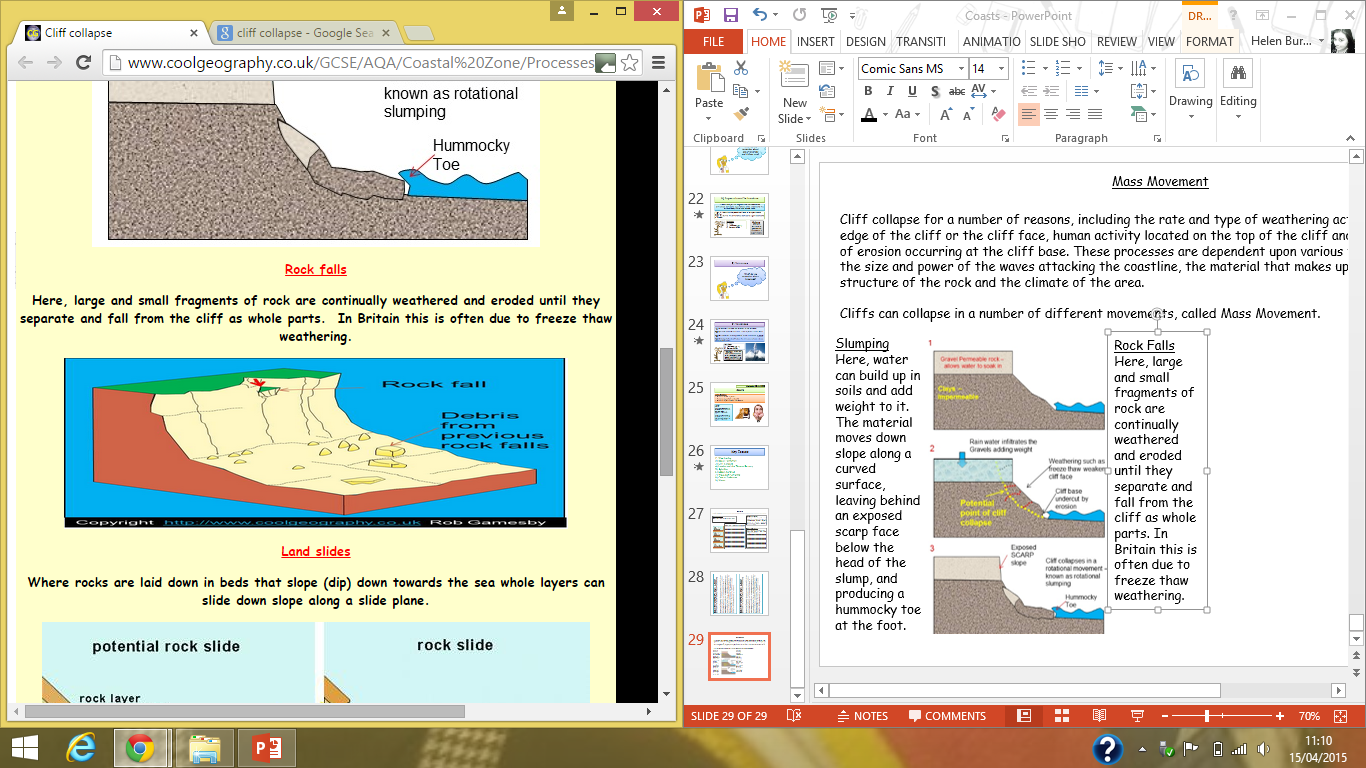 Cliff collapse
cliff collapse - Google Sea
www.coolgeography.co.uk/GCSE/AQA/Coastal%20Zone/Processes
known as rotational
slumping
Hummocky
Toe
Rock falls
Here, large and small fragments of rock are continually weathered and eroded until they
separate and fall from the cliff as whole parts. In Britain this is often due to freeze thaw
weathering.
Rock fall
Debris
from
previous
rock falls
Copyright http://www.coolgeography.co.uk Rob Gamesby
Land slides
Where rocks are laid down in beds that slope (dip) down towards the sea whole layers can
slide down slope along a slide plane.
potential rock slide
rock slide
rock layer
Coasts - PowerPoint
DR...
FILE HOME INSERT DESIGN TRANSITI ANIMATIO SLIDE SHO REVIEW VIEW FORMAT Helen Bur...
Paste
New
Slide
Comic Sans MS 14
B I U S abc AV
A Aa A A
Drawing
Editing
Clipboard Slides Font Paragraph
22
23
24
25
26
27
28
29
Mass Movement
Cliff collapse for a number of reasons, including the rate and type of weathering
edge of the cliff or the cliff face, human activity located on the top of the cliff
of erosion occurring at the cliff base. These processes are dependent upon various
the size and power of the waves attacking the coastline, the material that makes up
structure of the rock and the climate of the area.
Cliffs can collapse in a number of different movements, called Mass Movement.
Slumping
Here, water
can build up in
soils and add
weight to it.
The material
moves down
slope along a
curved
surface,
leaving behind
an exposed
scarp face
below the
head of the
slump, and
producing a
hummocky toe
at the foot.
1
Gravel Permeable rock –
allows water to soak in
Clays –
Impermeable
2
Rain water infiltrates the
Gravels adding weight
Weathering such as
freeze thaw weaken
cliff face
Cliff base
undercut by
erosion
Potential
point of cliff
collapse
3
Exposed
SCARP
slope
Cliff collapses in a
rotational movement –
known as rotational
slumping
Hummocky
Toe
Rock Falls
Here, large
and small
fragments of
rock are
continually
weathered
and eroded
until they
separate and
fall from the
cliff as whole
parts. In
Britain this is
often due to
freeze thaw
weathering.
SLIDE 29 OF 29 NOTES COMMENTS 70%
11:10
15/04/2015